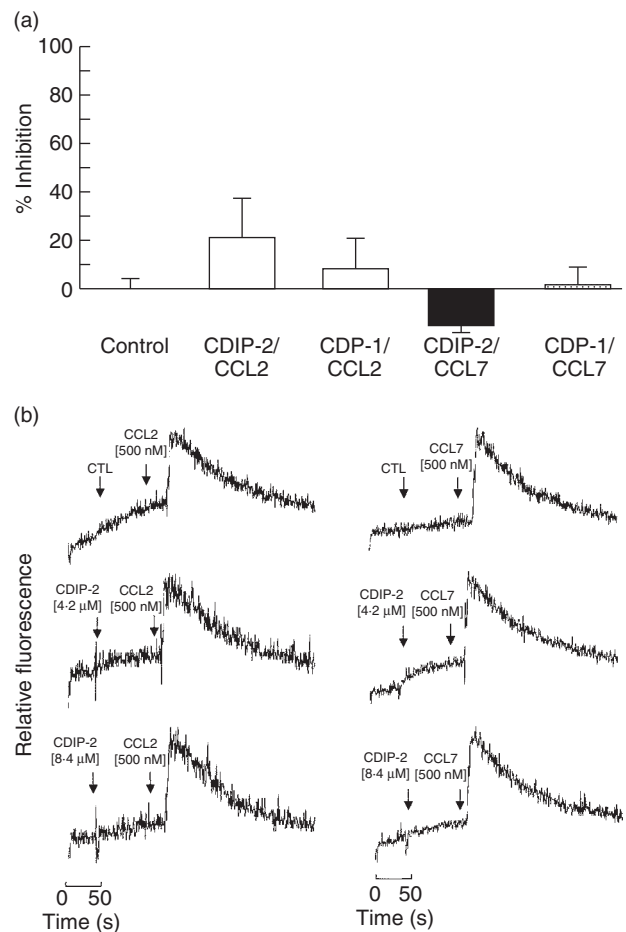 (a)
100
80
60
40
20
0
% Inhibition
Control
CDIP-2/
CCL2
CDP-1/
CCL2
CDIP-2/
CCL7
CDP-1/
CCL7
(b)
Relative fluorescence
CTL
CCL2
[500 nM]
CTL
CCL7
[500 nM]
CDIP-2
[4·2 µM]
CCL2
[500 nM]
CDIP-2
[4·2 µM]
CCL7
[500 nM]
CDIP-2
[8·4 µM]
CCL2
[500 nM]
CDIP-2
[8·4 µM]
CCL7
[500 nM]
0 50
Time (s)
0 50
Time (s)